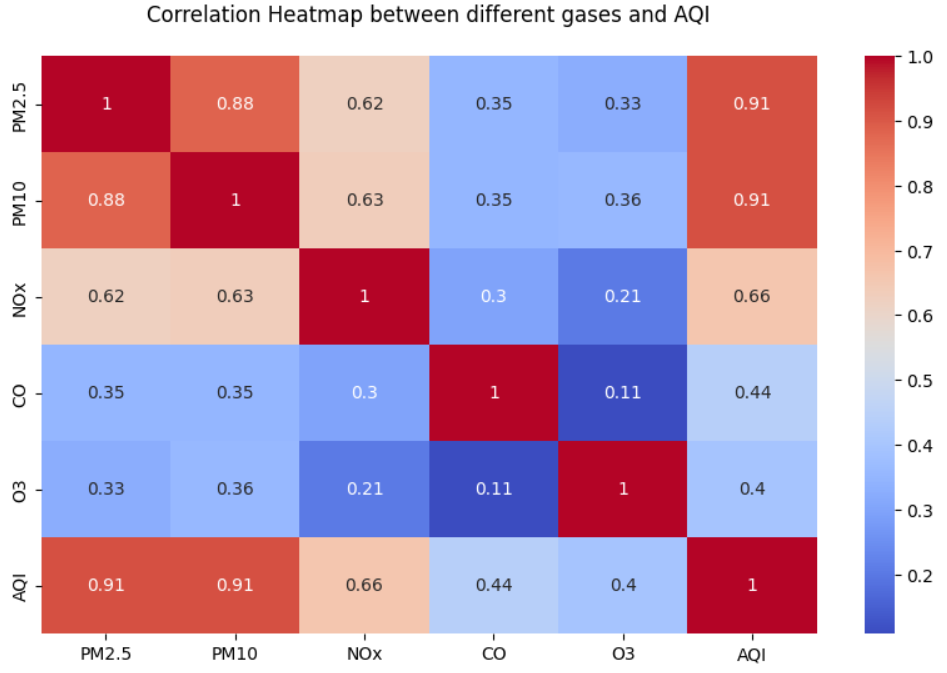 Correlation Heatmap between different gases and AQI
PM2.5 1 0.88 0.62 0.35 0.33 0.91
PM10 0.88 1 0.63 0.35 0.36 0.91
NOx 0.62 0.63 1 0.3 0.21 0.66
CO 0.35 0.35 0.3 1 0.11 0.44
O3 0.33 0.36 0.21 0.11 1 0.4
AQI 0.91 0.91 0.66 0.44 0.4 1
PM2.5 PM10 NOx CO O3 AQI
1.0
0.9
0.8
0.7
0.6
0.5
0.4
0.3
0.2